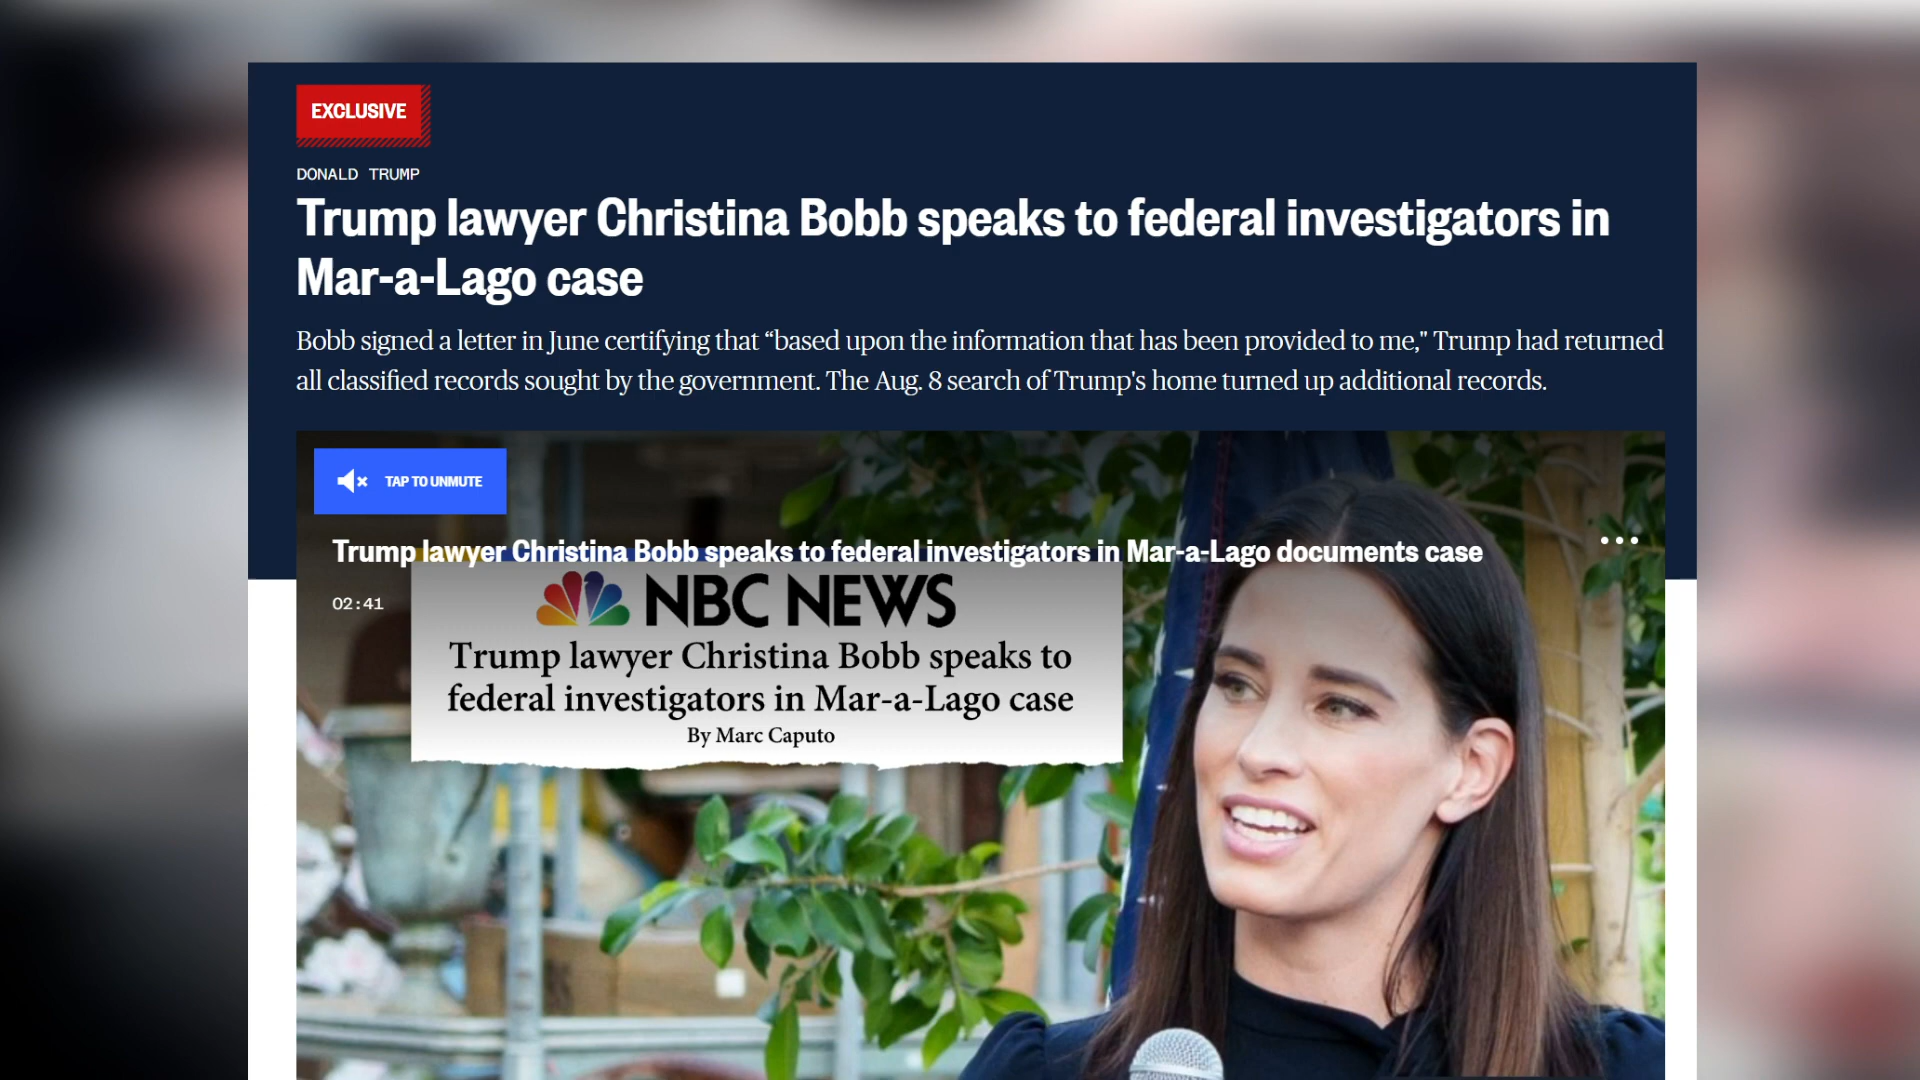 EXCLUSIVE
DONALD TRUMP
Trump lawyer Christina Bobb speaks to federal investigators in
Mar-a-Lago case
Bobb signed a letter in June certifying that “based upon the information that has been provided to me," Trump had returned
all classified records sought by the government. The Aug. 8 search of Trump's home turned up additional records.
TAP TO UNMUTE
Trump lawyer Christina Bobb speaks to federal investigators in Mar-a-Lago documents case
02:41
NBC NEWS
Trump lawyer Christina Bobb speaks to
federal investigators in Mar-a-Lago case
By Marc Caputo